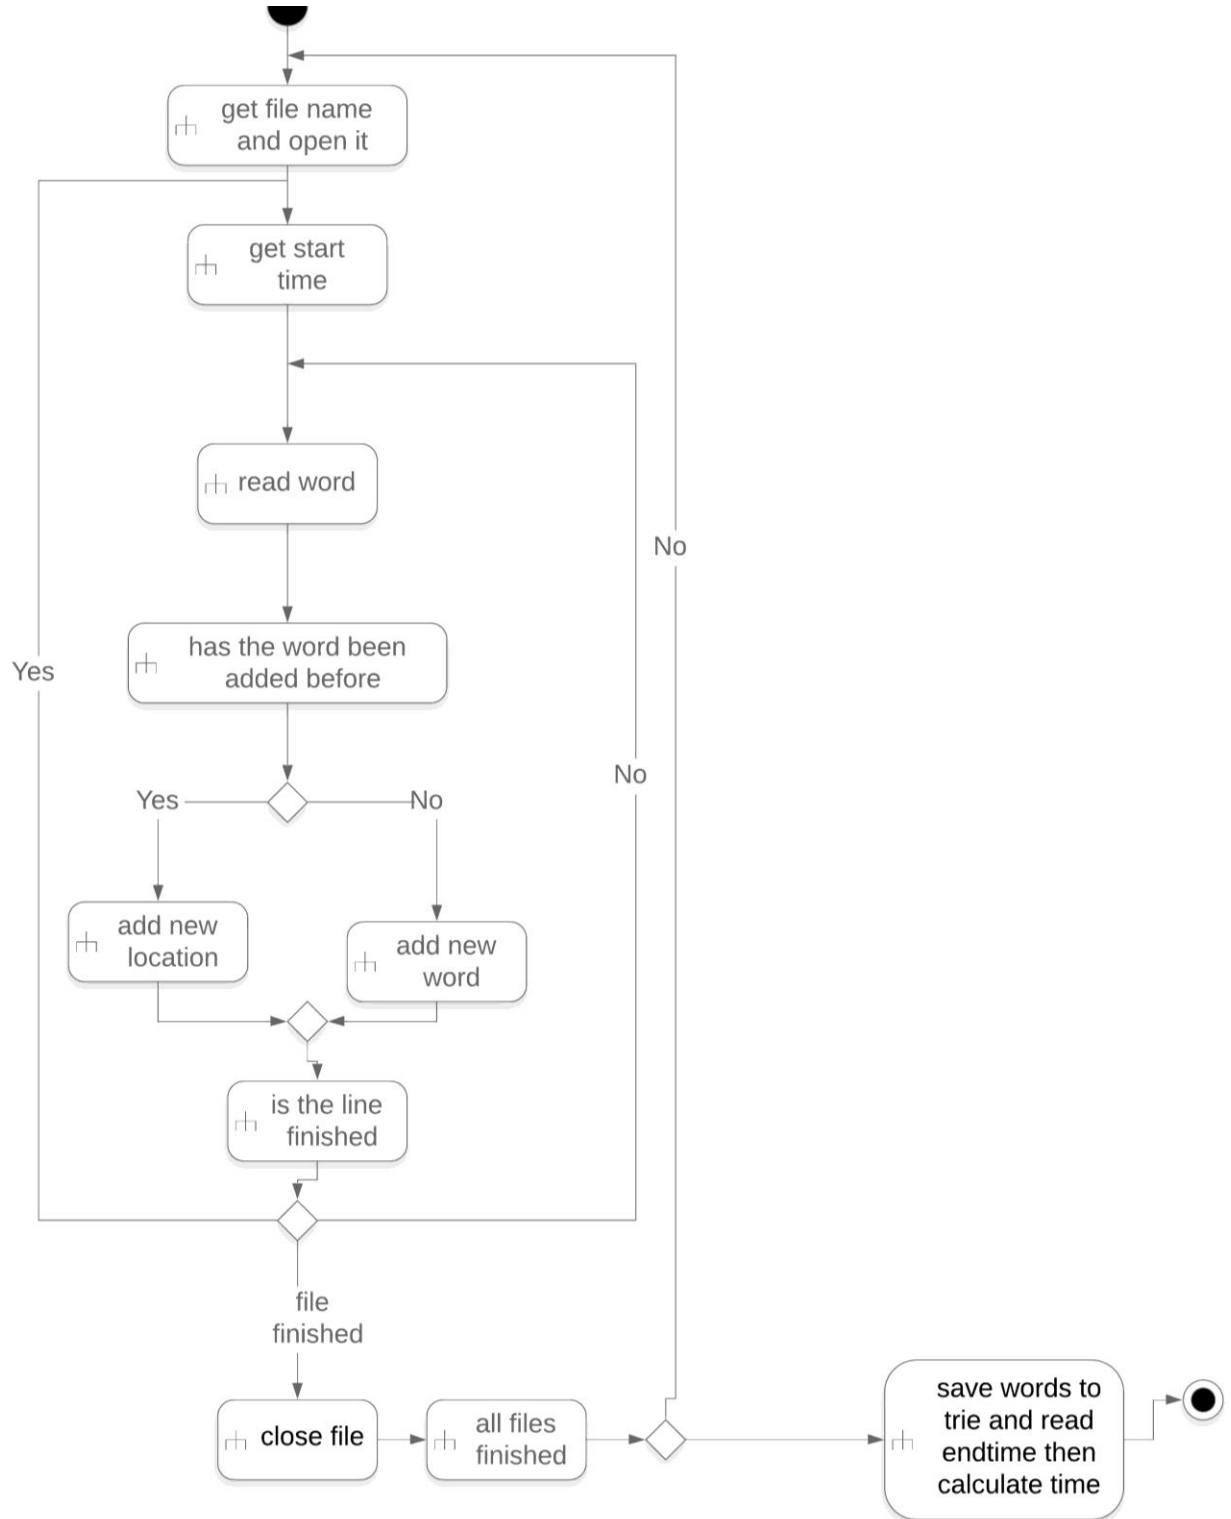 get file name
and open it
get start
time
read word
No
has the word been
added before
Yes
No
Yes
No
add new
location
add new
word
is the line
finished
file
finished
close file
all files
finished
save words to
trie and read
endtime then
calculate time